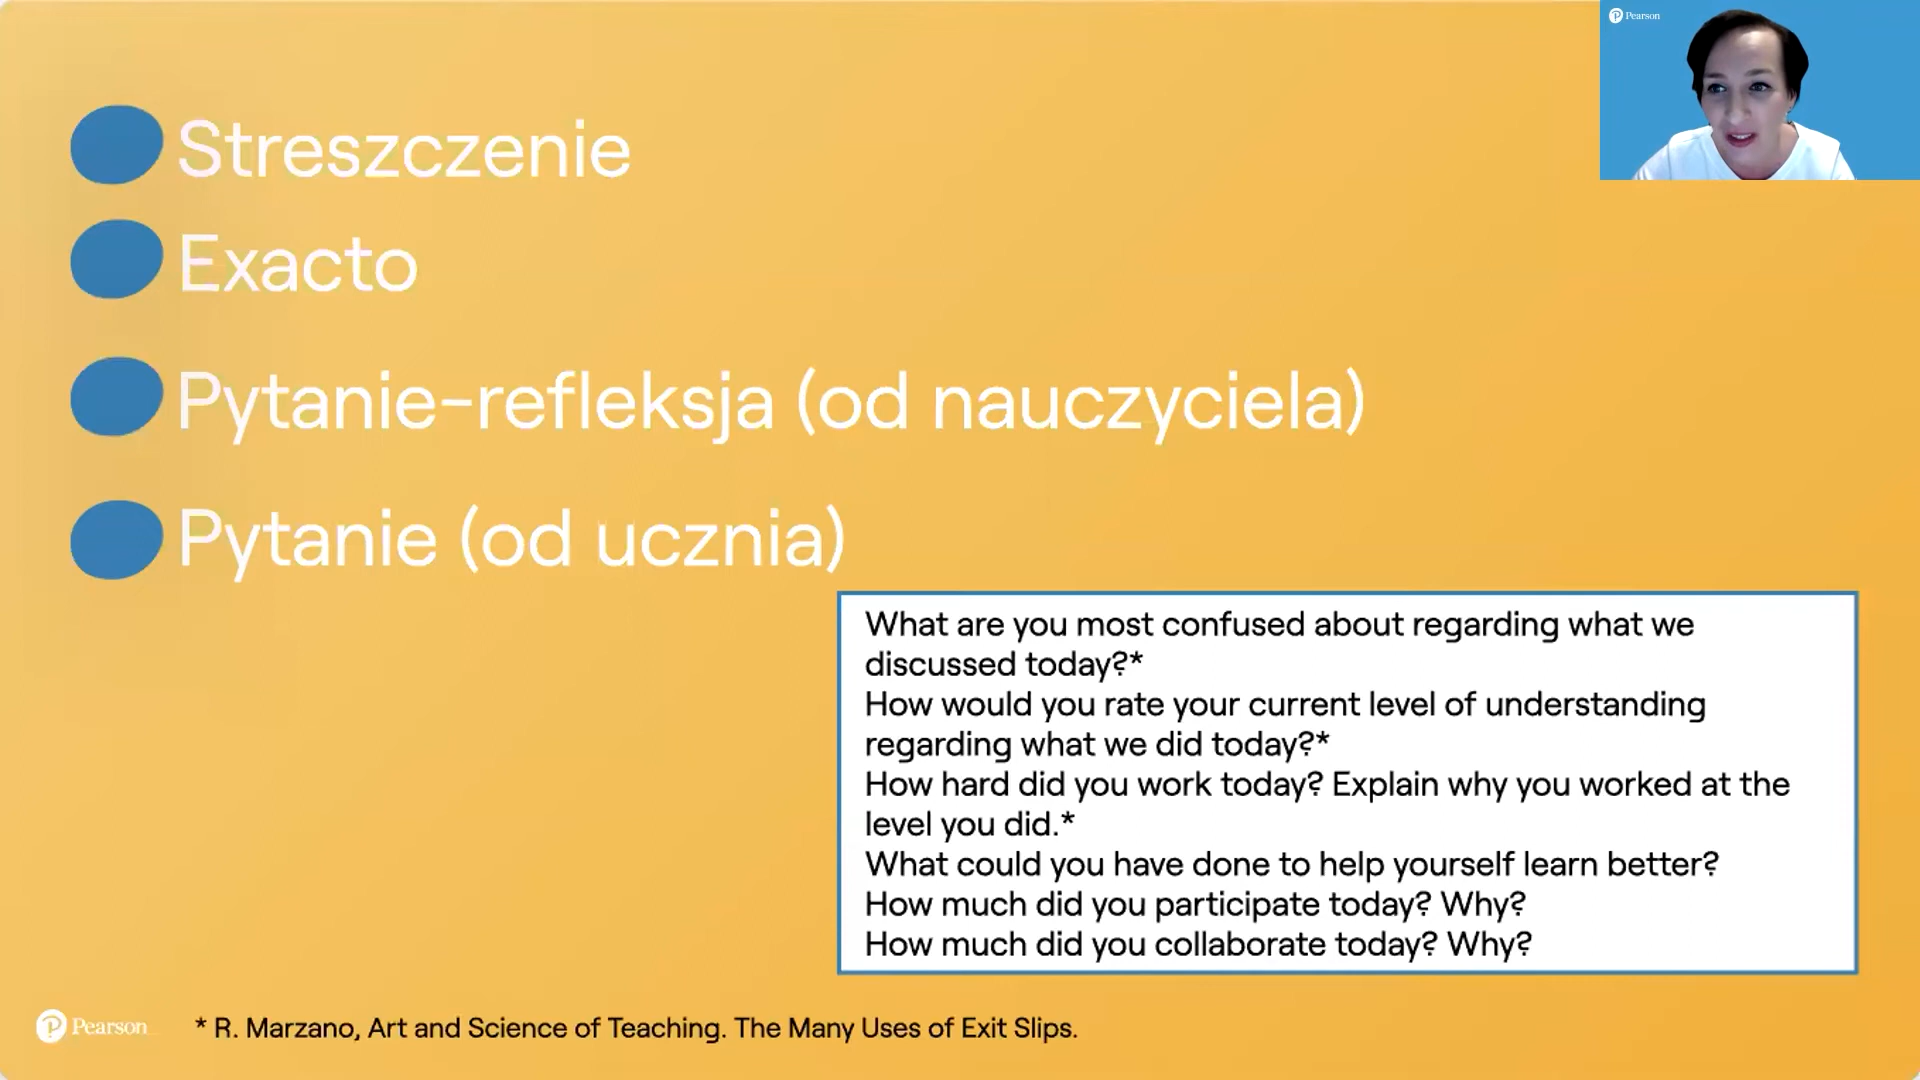 Pearson
Streszczenie
Exacto
Pytanie-refleksja (od nauczyciela)
Pytanie (od ucznia)
What are you most confused about regarding what we
discussed today?*
How would you rate your current level of understanding
regarding what we did today?*
How hard did you work today? Explain why you worked at the
level you did.*
What could you have done to help yourself learn better?
How much did you participate today? Why?
How much did you collaborate today? Why?
Pearson
* R. Marzano, Art and Science of Teaching. The Many Uses of Exit Slips.